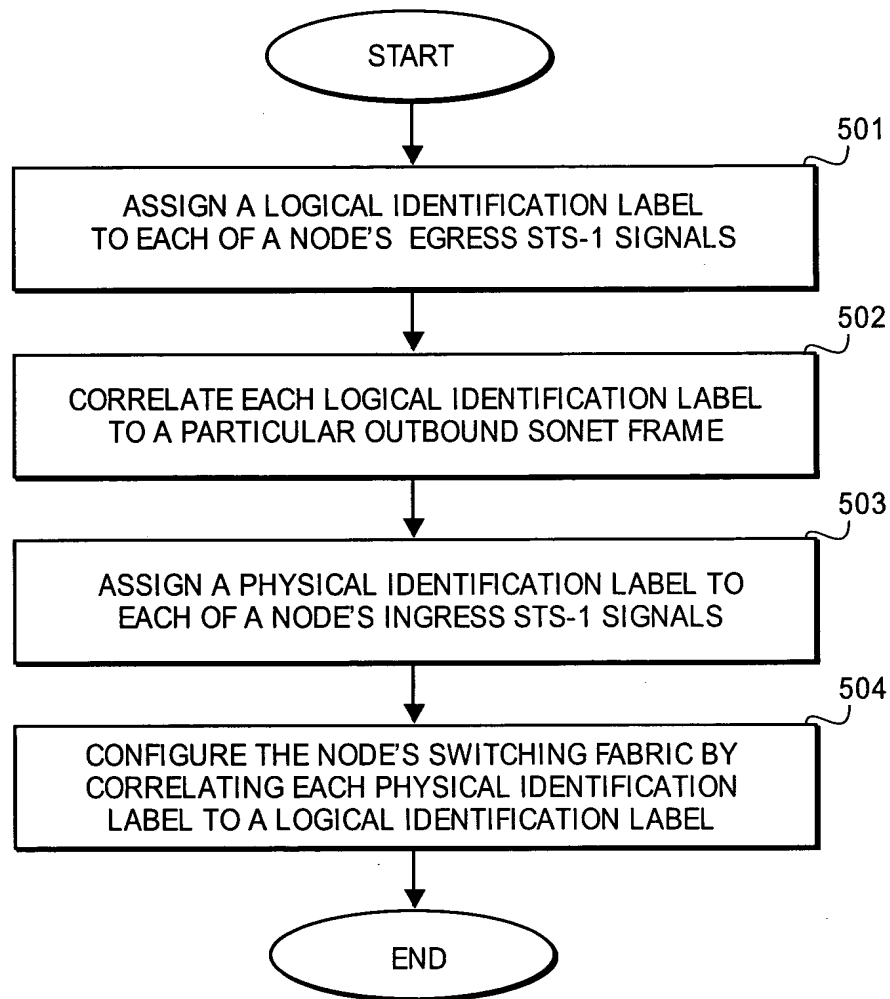 START
501
ASSIGN A LOGICAL IDENTIFICATION LABEL
TO EACH OF A NODE'S EGRESS STS-1 SIGNALS
502
CORRELATE EACH LOGICAL IDENTIFICATION LABEL
TO A PARTICULAR OUTBOUND SONET FRAME
503
ASSIGN A PHYSICAL IDENTIFICATION LABEL TO
EACH OF A NODE'S INGRESS STS-1 SIGNALS
504
CONFIGURE THE NODE'S SWITCHING FABRIC BY
CORRELATING EACH PHYSICAL IDENTIFICATION
LABEL TO A LOGICAL IDENTIFICATION LABEL
END